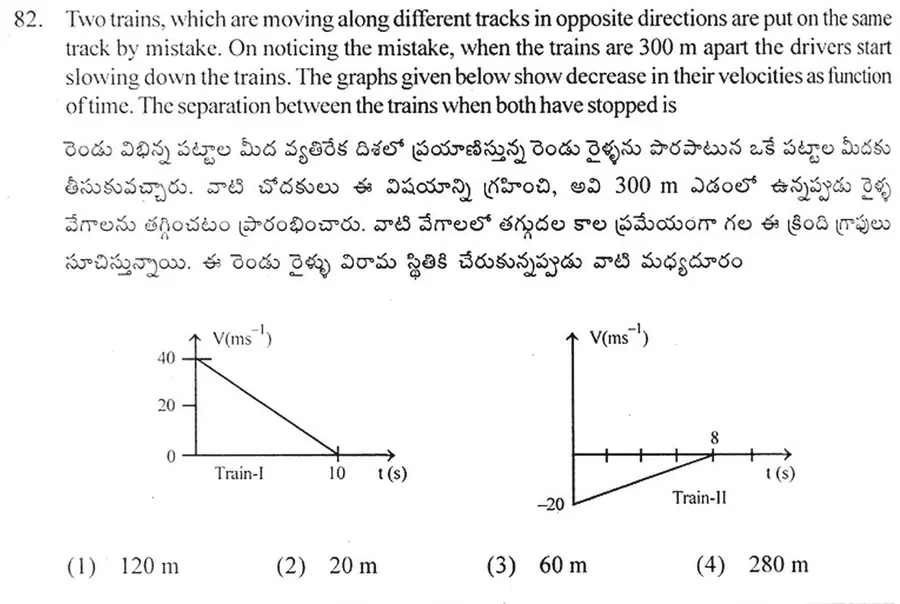 82. Two trains, which are moving along different tracks in opposite directions are put on the same
track by mistake. On noticing the mistake, when the trains are 300 m apart the drivers start
slowing down the trains. The graphs given below show decrease in their velocities as function
of time. The separation between the trains when both have stopped is
రెండు విభిన్న పట్టాల మీద వ్యతిరేక దిశలో ప్రయాణిస్తున్న రెండు రైళ్ళను పొరపాటున ఒకే పట్టాల మీదకు
తీసుకువచ్చారు. వాటి చోదకులు ఈ విషయాన్ని గ్రహించి, అవి 300 m ఎడంలో ఉన్నప్పుడు రైళ్ళ
వేగాలను తగ్గించటం ప్రారంభించారు. వాటి వేగాలలో తగ్గుదల కాల ప్రమేయంగా గల ఈ క్రింది గ్రాపులు
సూచిస్తున్నాయి. ఈ రెండు రైళ్ళు విరామ స్థితికి చేరుకున్నప్పుడు వాటి మధ్యదూరం
V(ms⁻¹)
40
20
0
Train-I 10 t (s)
V(ms⁻¹)
8
t (s)
–20
Train-II
(1) 120 m (2) 20 m (3) 60 m (4) 280 m